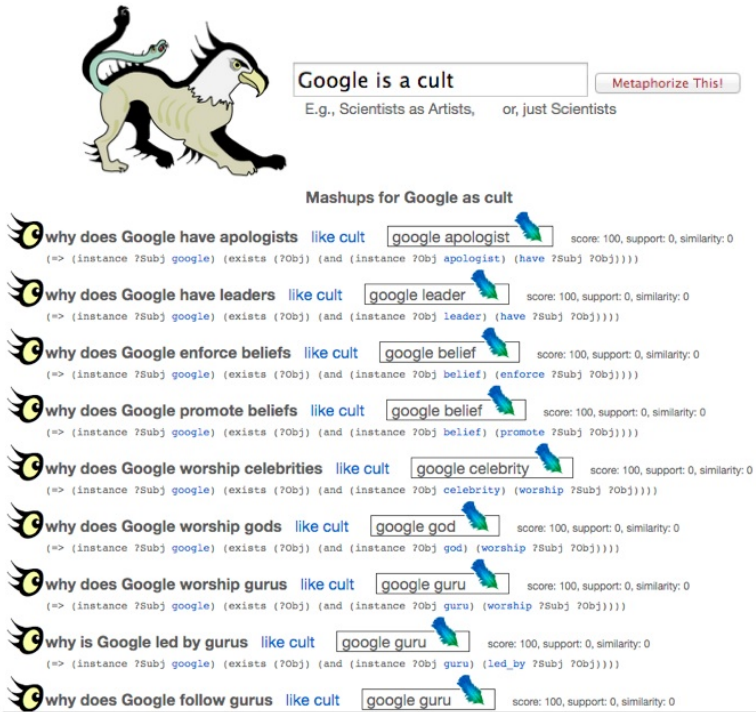 Google is a cult Metaphorize This!
E.g., Scientists as Artists, or, just Scientists
Mashups for Google as cult
why does Google have apologists like cult google apologist score: 100, support: 0, similarity: 0
(=> (instance ?Subj google) (exists (?Obj) (and (instance ?Obj apologist) (have ?Subj ?Obj))))
why does Google have leaders like cult google leader score: 100, support: 0, similarity: 0
(=> (instance ?Subj google) (exists (?Obj) (and (instance ?Obj leader) (have ?Subj ?Obj))))
why does Google enforce beliefs like cult google belief score: 100, support: 0, similarity: 0
(=> (instance ?Subj google) (exists (?Obj) (and (instance ?Obj belief) (enforce ?Subj ?Obj))))
why does Google promote beliefs like cult google belief score: 100, support: 0, similarity: 0
(=> (instance ?Subj google) (exists (?Obj) (and (instance ?Obj belief) (promote ?Subj ?Obj))))
why does Google worship celebrities like cult google celebrity score: 100, support: 0, similarity: 0
(=> (instance ?Subj google) (exists (?Obj) (and (instance ?Obj celebrity) (worship ?Subj ?Obj))))
why does Google worship gods like cult google god score: 100, support: 0, similarity: 0
(=> (instance ?Subj google) (exists (?Obj) (and (instance ?Obj god) (worship ?Subj ?Obj))))
why does Google worship gurus like cult google guru score: 100, support: 0, similarity: 0
(=> (instance ?Subj google) (exists (?Obj) (and (instance ?Obj guru) (worship ?Subj ?Obj))))
why is Google led by gurus like cult google guru score: 100, support: 0, similarity: 0
(=> (instance ?Subj google) (exists (?Obj) (and (instance ?Obj guru) (led_by ?Subj ?Obj))))
why does Google follow gurus like cult google guru score: 100, support: 0, similarity: 0